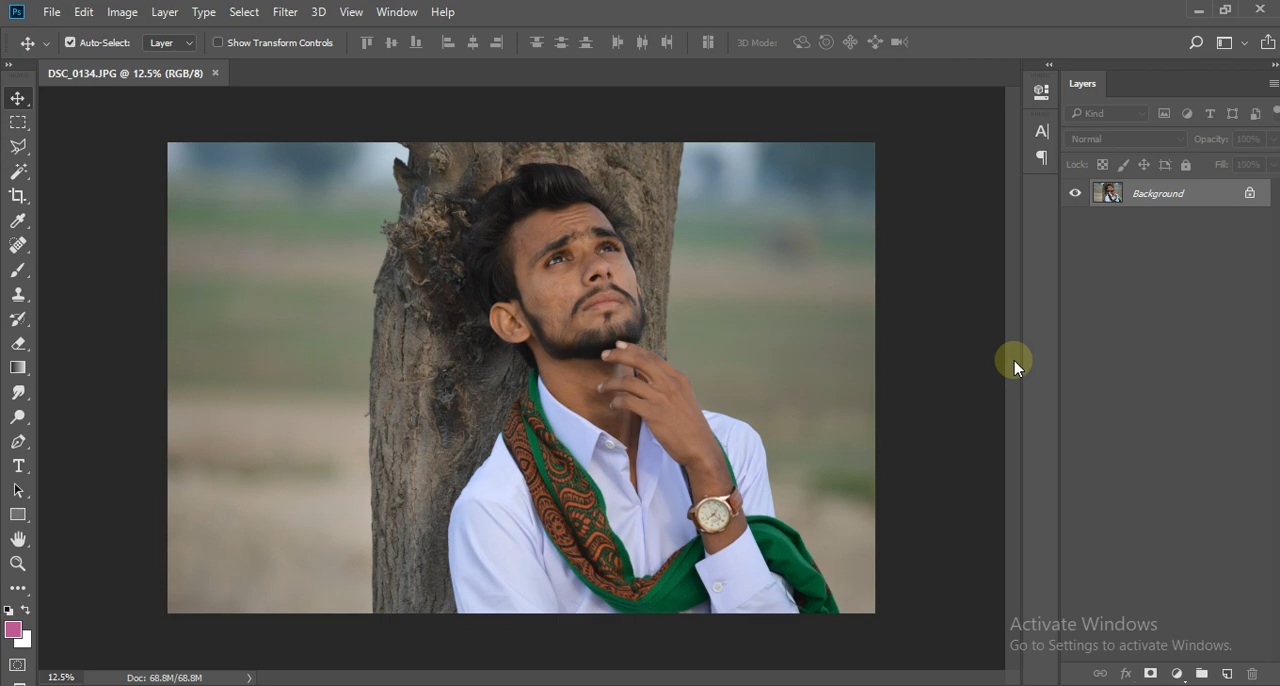 Ps File Edit Image Layer Type Select Filter 3D View Window Help
Auto-Select: Layer Show Transform Controls 3D Mode:
DSC_0134.JPG @ 12.5% (RGB/8) ×
Layers
Kind
Normal Opacity: 100%
Lock: Fill: 100%
Background
Activate Windows
Go to Settings to activate Windows.
12.5% Doc: 68.8M/68.8M